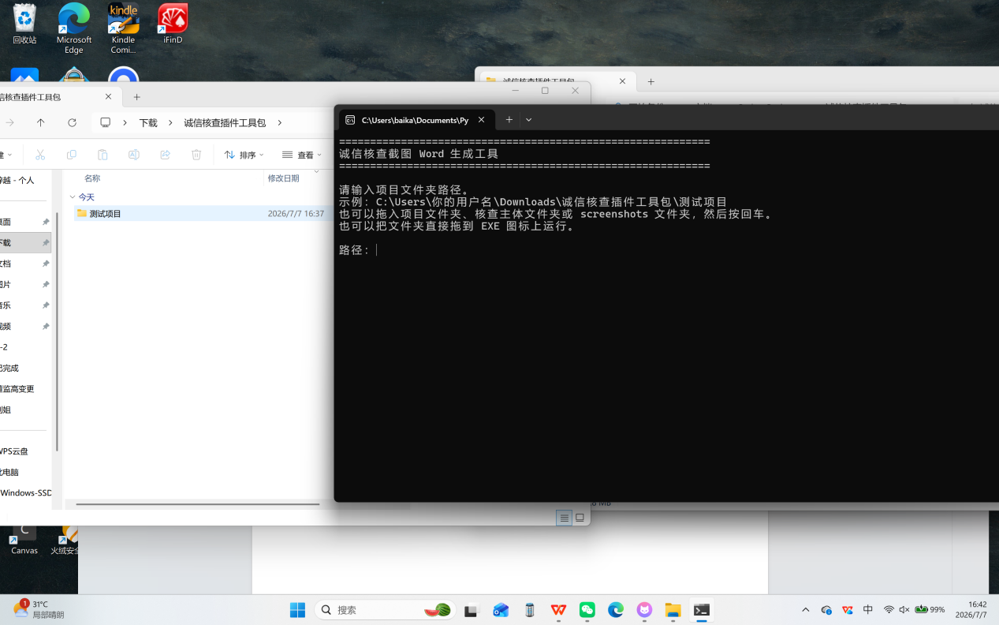 回收站
Microsoft Edge
kindle
Kindle Comi...
iFinD
诚信核查插件工具包
信核查插件工具包
下载
诚信核查插件工具包
排序
查看
名称
修改日期
今天
测试项目
2026/7/7 16:37
- 个人
下载
-2
已完成
董监高变更
WPS云盘
此电脑
Windows-SSD
C:\Users\baika\Documents\Py
============================================================
诚信核查截图 Word 生成工具
============================================================
请输入项目文件夹路径。
示例: C:\Users\你的用户名\Downloads\诚信核查插件工具包\测试项目
也可以拖入项目文件夹、核查主体文件夹或 screenshots 文件夹，然后按回车。
也可以把文件夹直接拖到 EXE 图标上运行。
路径:
MB
Canvas
火绒安全
1
31°C
局部晴朗
搜索
中
99%
16:42
2026/7/7